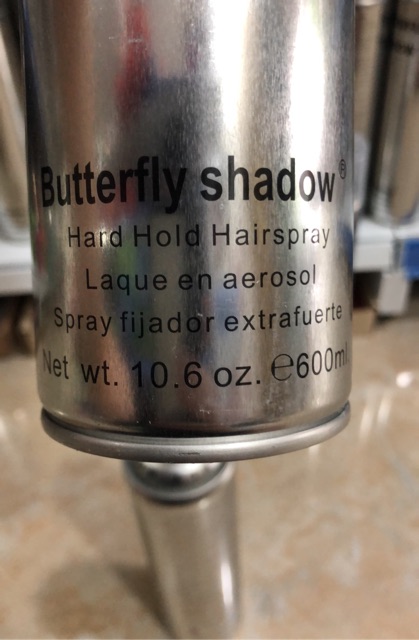 Butterfly shadow®
Hard Hold Hairspray
Laque en aerosol
Spray fijador extrafuerte
Net wt. 10.6 oz. ℮600ml